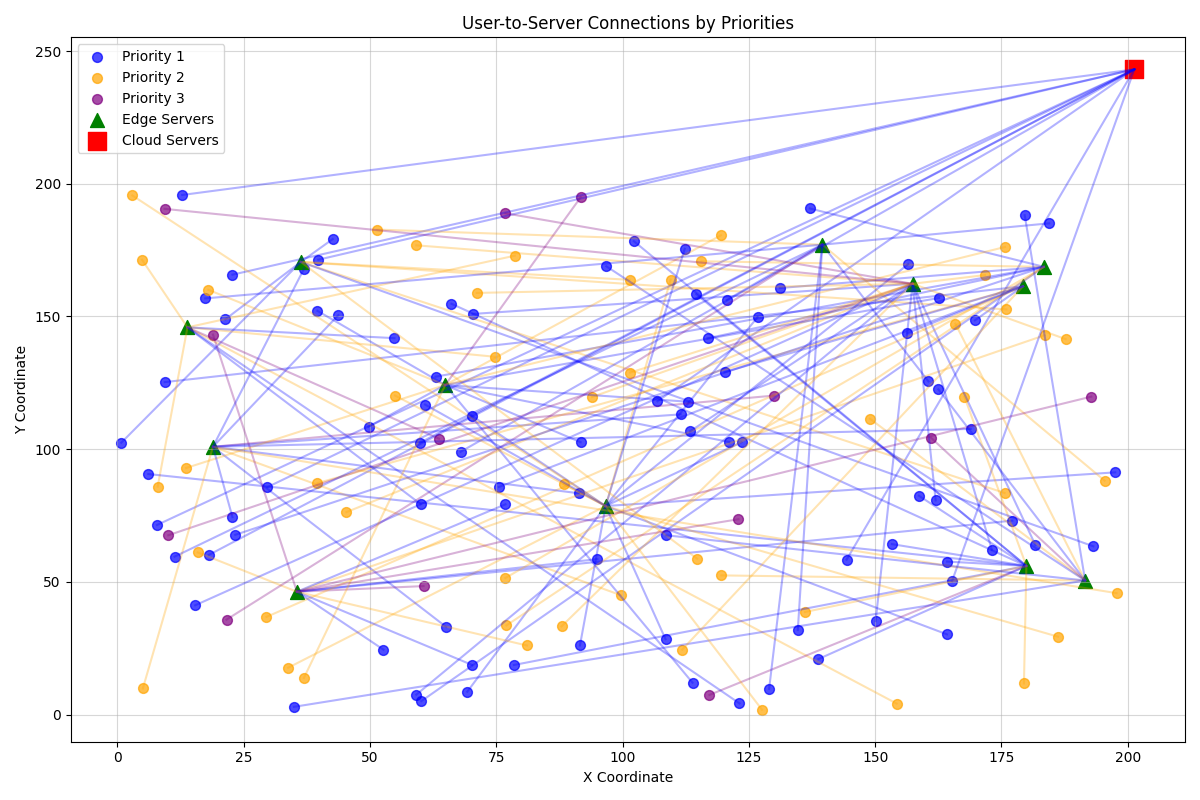 User-to-Server Connections by Priorities
Priority 1
Priority 2
Priority 3
Edge Servers
Cloud Servers
Y Coordinate
250
200
150
100
50
0
0
25
50
75
100
125
150
175
200
X Coordinate